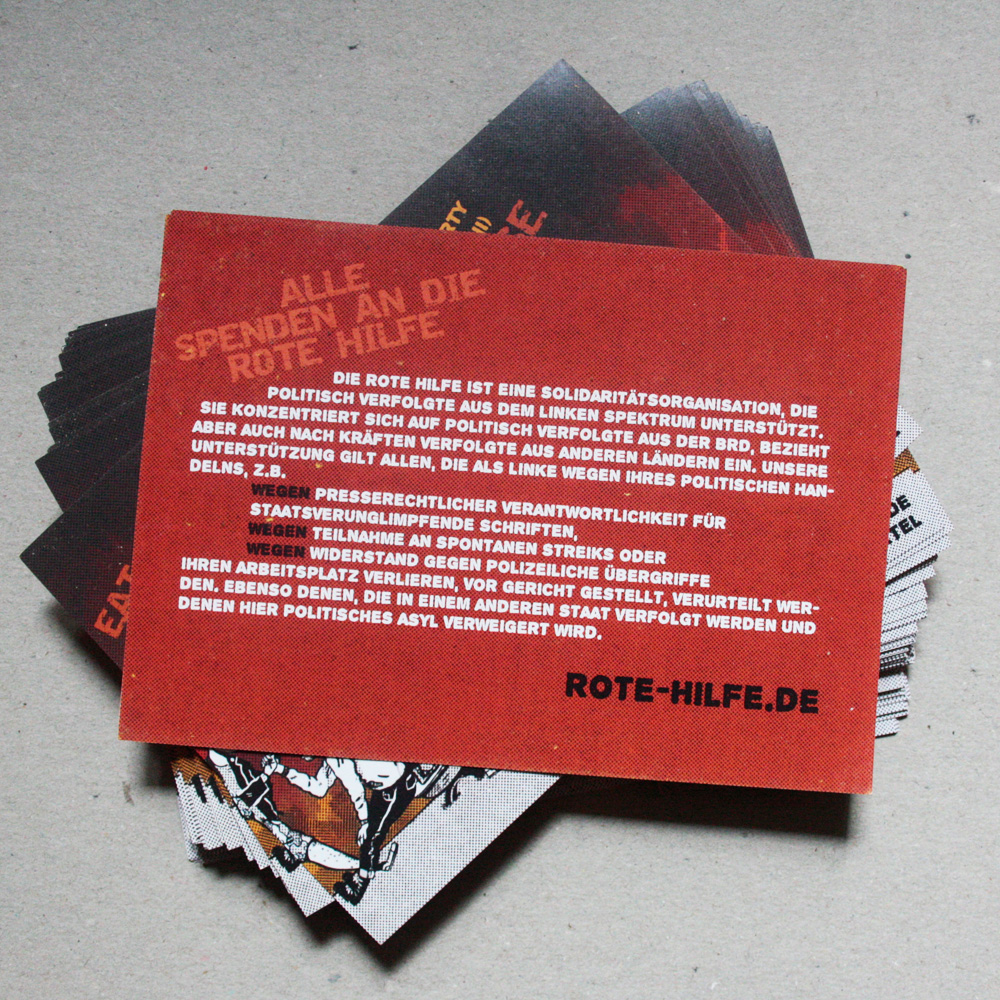 ALLE
SPENDEN AN DIE
ROTE HILFE
DIE ROTE HILFE IST EINE SOLIDARITÄTSORGANISATION, DIE
POLITISCH VERFOLGTE AUS DEM LINKEN SPEKTRUM UNTERSTÜTZT.
SIE KONZENTRIERT SICH AUF POLITISCH VERFOLGTE AUS DER BRD, BEZIEHT
ABER AUCH NACH KRÄFTEN VERFOLGTE AUS ANDEREN LÄNDERN EIN. UNSERE
UNTERSTÜTZUNG GILT ALLEN, DIE ALS LINKE WEGEN IHRES POLITISCHEN HAN-
DELNS, Z.B.
WEGEN PRESSERECHTLICHER VERANTWORTLICHKEIT FÜR
STAATSVERUNGLIMPFENDE SCHRIFTEN,
WEGEN TEILNAHME AN SPONTANEN STREIKS ODER
WEGEN WIDERSTAND GEGEN POLIZEILICHE ÜBERGRIFFE
IHREN ARBEITSPLATZ VERLIEREN, VOR GERICHT GESTELLT, VERURTEILT WER-
DEN. EBENSO DENEN, DIE IN EINEM ANDEREN STAAT VERFOLGT WERDEN UND
DENEN HIER POLITISCHES ASYL VERWEIGERT WIRD.
ROTE-HILFE.DE
EAT